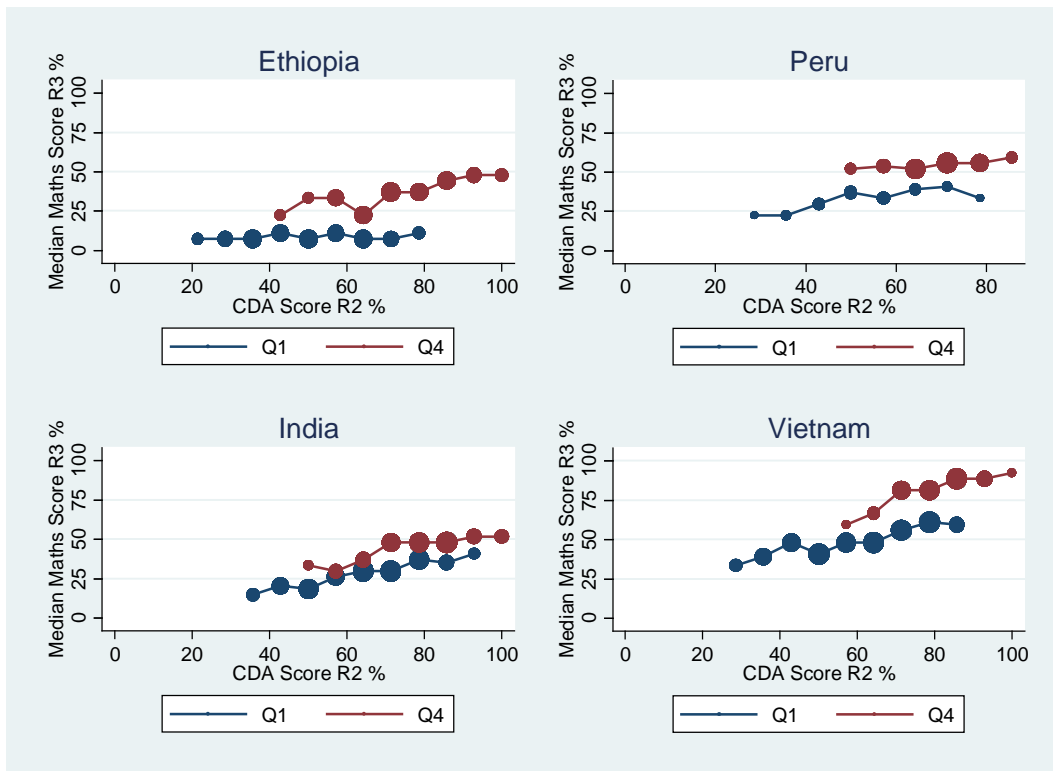 Ethiopia
Median Maths Score R3 %
0 25 50 75 100
0 20 40 60 80 100
CDA Score R2 %
Q1 Q4
Peru
Median Maths Score R3 %
0 25 50 75 100
0 20 40 60 80
CDA Score R2 %
Q1 Q4
India
Median Maths Score R3 %
0 25 50 75 100
0 20 40 60 80 100
CDA Score R2 %
Q1 Q4
Vietnam
Median Maths Score R3 %
0 25 50 75 100
0 20 40 60 80 100
CDA Score R2 %
Q1 Q4